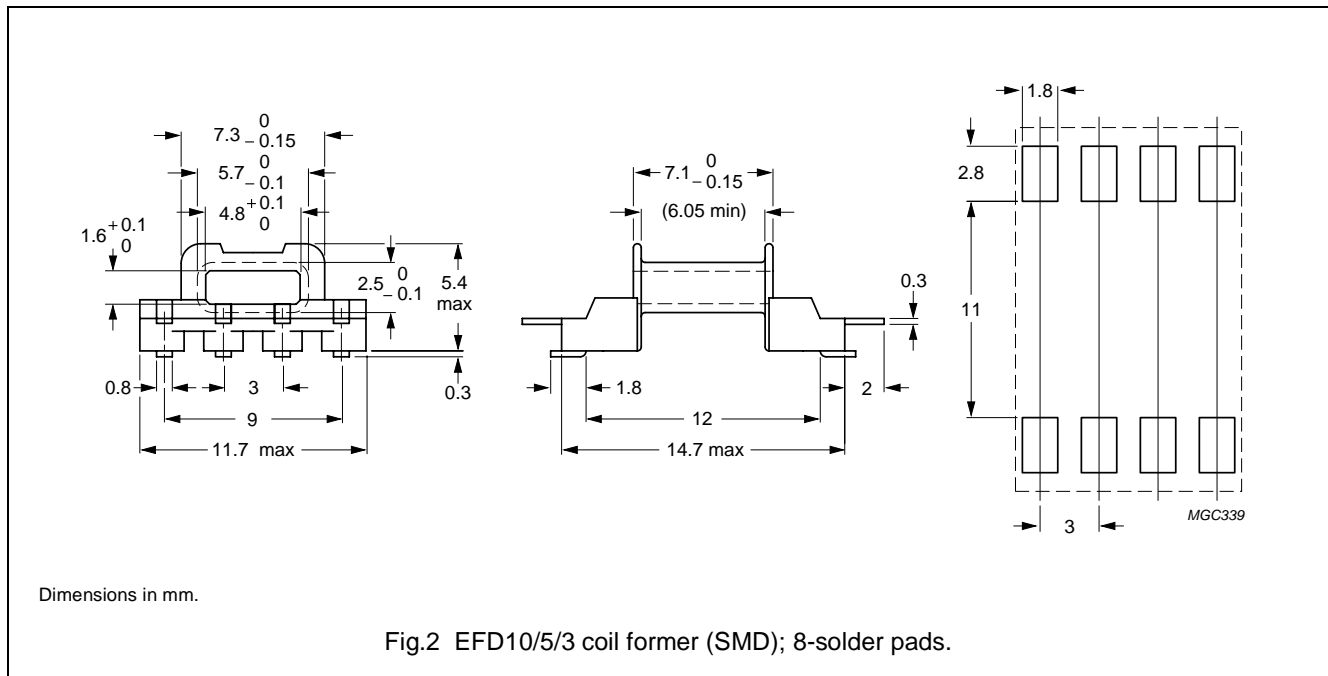 7.3 0 −0.15
5.7 0 −0.1
4.8 +0.1 0
1.6 +0.1 0
2.5 0 −0.1
5.4 max
0.8
3
0.3
9
11.7 max
7.1 0 −0.15
(6.05 min)
0.3
1.8
2
12
14.7 max
1.8
2.8
11
3
MGC339
Dimensions in mm.
Fig.2 EFD10/5/3 coil former (SMD); 8-solder pads.